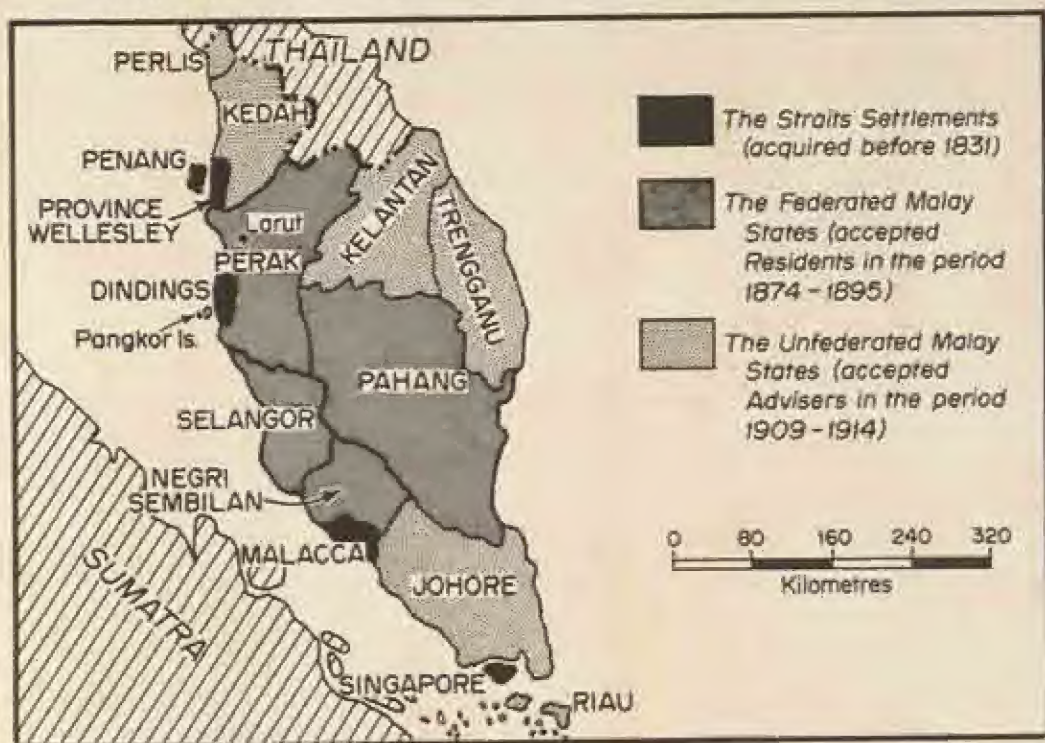 THAILAND
PERLIS
KEDAH
PENANG
PROVINCE
WELLESLEY
Larut
PERAK
DINDINGS
Pangkor Is.
KELANTAN
TRENGGANU
PAHANG
SELANGOR
NEGRI
SEMBILAN
MALACCA
JOHORE
SUMATRA
SINGAPORE
RIAU
The Straits Settlements
(acquired before 1831)
The Federated Malay
States (accepted
Residents in the period
1874 – 1895)
The Unfederated Malay
States (accepted
Advisers in the period
1909 – 1914)
0 80 160 240 320
Kilometres